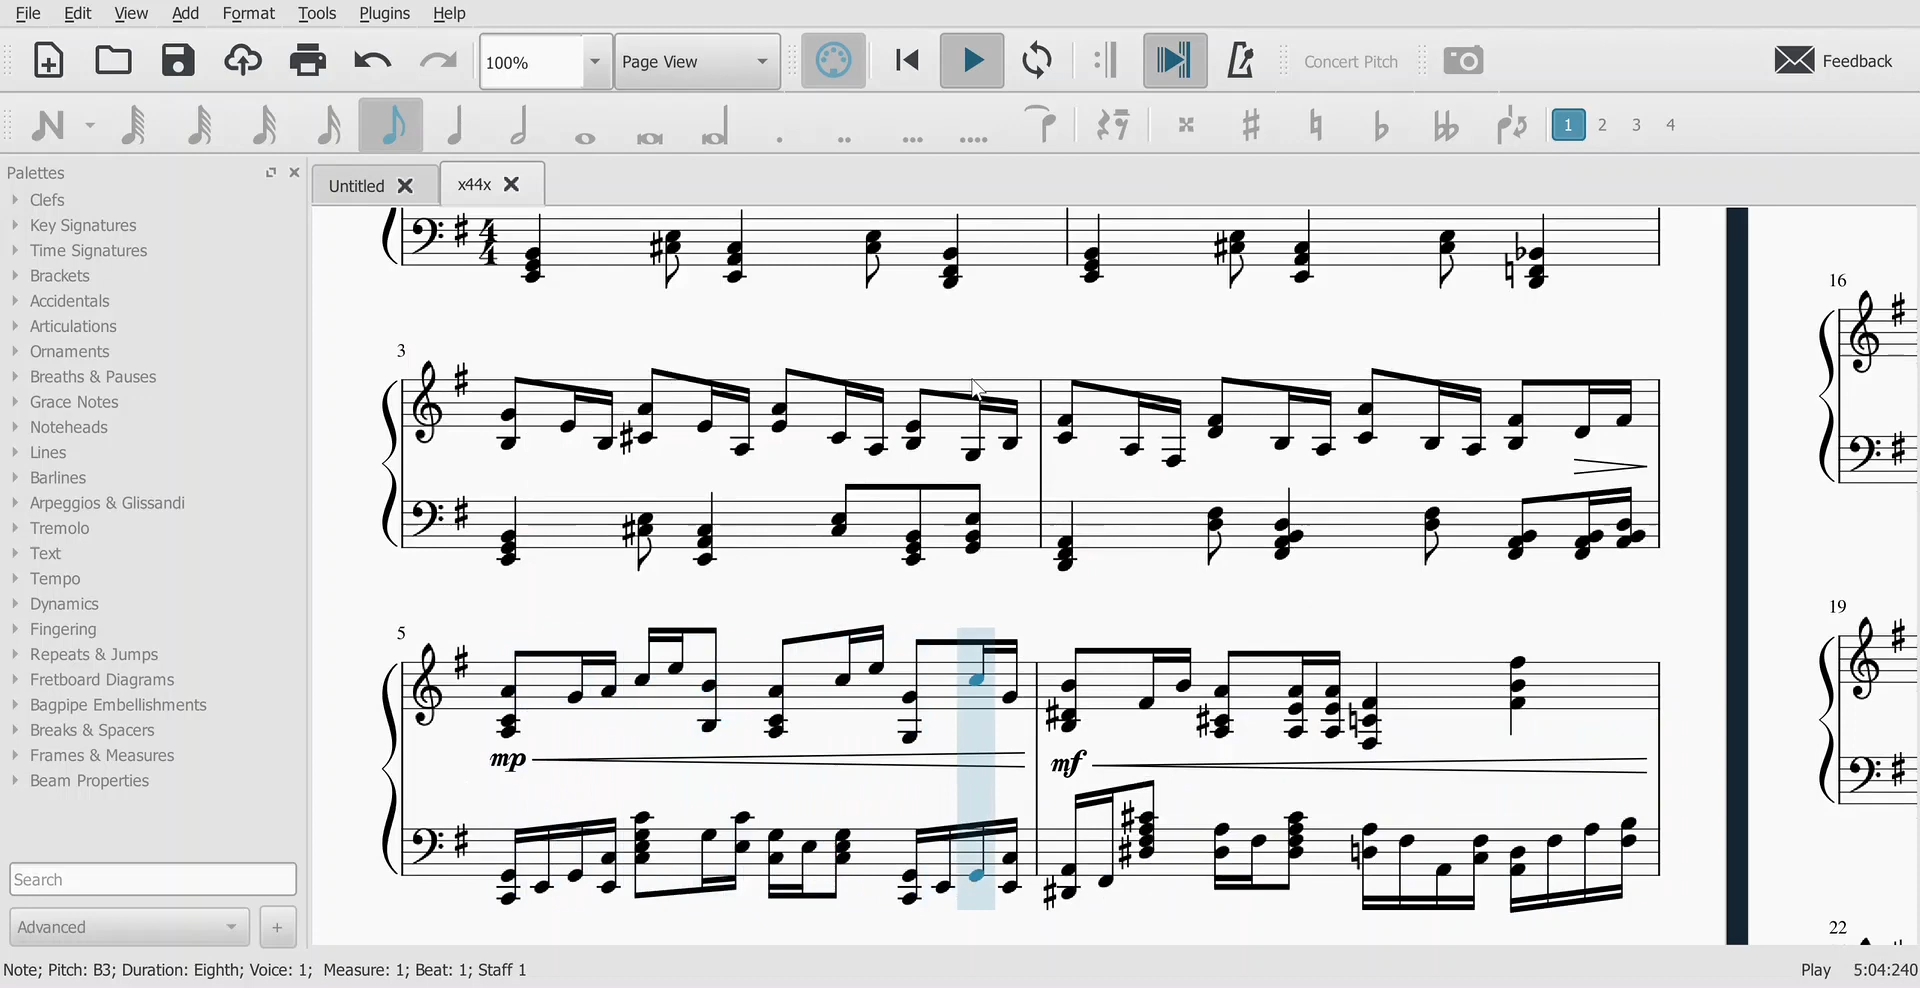 File Edit View Add Format Tools Plugins Help
100% Page View Concert Pitch Feedback
1 2 3 4
Palettes
Untitled x44x
Clefs
Key Signatures
Time Signatures
Brackets
Accidentals
Articulations
Ornaments
Breaths & Pauses
Grace Notes
Noteheads
Lines
Barlines
Arpeggios & Glissandi
Tremolo
Text
Tempo
Dynamics
Fingering
Repeats & Jumps
Fretboard Diagrams
Bagpipe Embellishments
Breaks & Spacers
Frames & Measures
Beam Properties
Search
Advanced +
4
4
3
5
mp mf
16
19
22
Note; Pitch: B3; Duration: Eighth; Voice: 1; Measure: 1; Beat: 1; Staff 1 Play 5:04:240